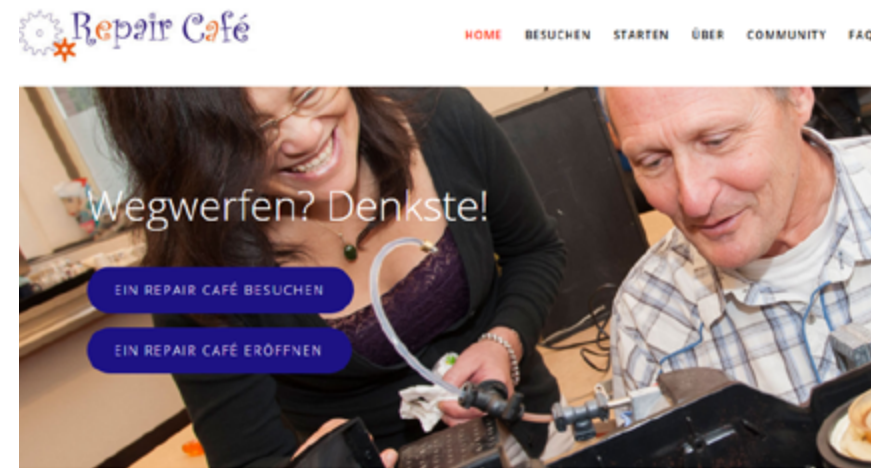 Repair Café
HOME BESUCHEN STARTEN ÜBER COMMUNITY FAQ
Wegwerfen? Denkste!
EIN REPAIR CAFÉ BESUCHEN
EIN REPAIR CAFÉ ERÖFFNEN